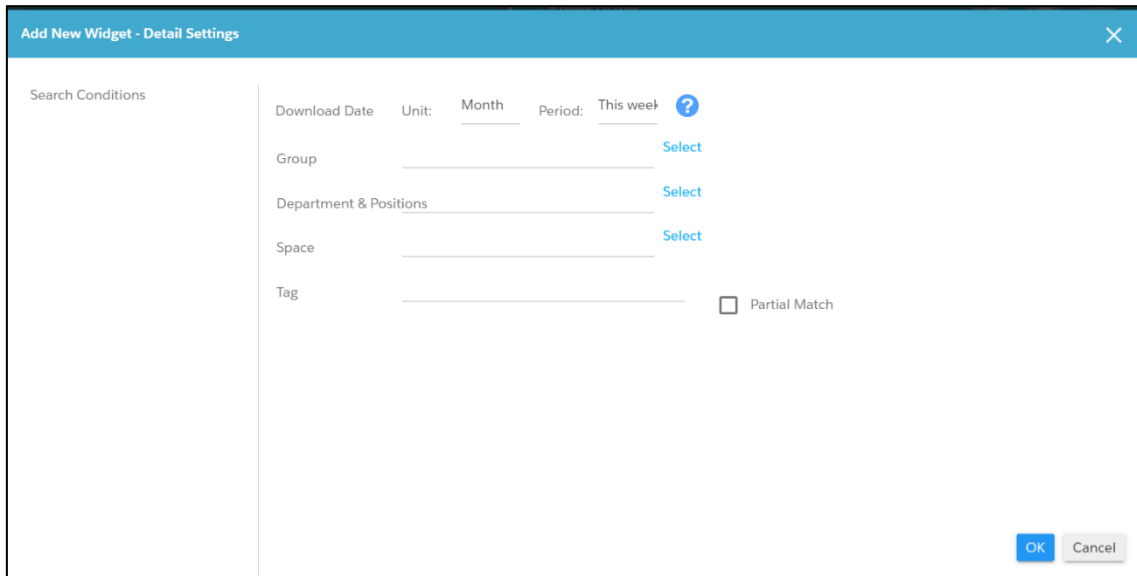 Add New Widget - Detail Settings
Search Conditions
Download Date Unit: Month Period: This week ?
Group Select
Department & Positions Select
Space Select
Tag Partial Match
OK Cancel